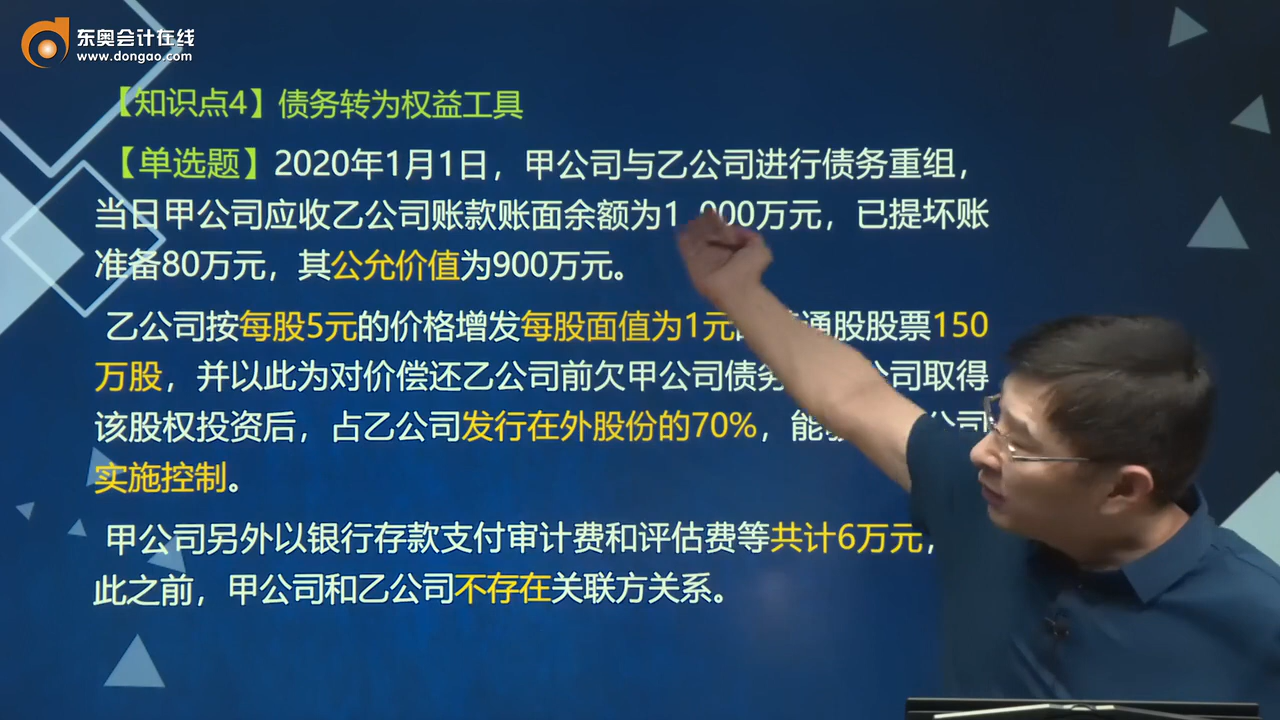 东奥会计在线
www.dongao.com
【知识点4】债务转为权益工具
【单选题】2020年1月1日，甲公司与乙公司进行债务重组，
当日甲公司应收乙公司账款账面余额为1 000万元，已提坏账
准备80万元，其公允价值为900万元。
乙公司按每股5元的价格增发每股面值为1元 通股股票150
万股，并以此为对价偿还乙公司前欠甲公司债务 公司取得
该股权投资后，占乙公司发行在外股份的70%，能 公司
实施控制。
甲公司另外以银行存款支付审计费和评估费等共计6万元，
此之前，甲公司和乙公司不存在关联方关系。